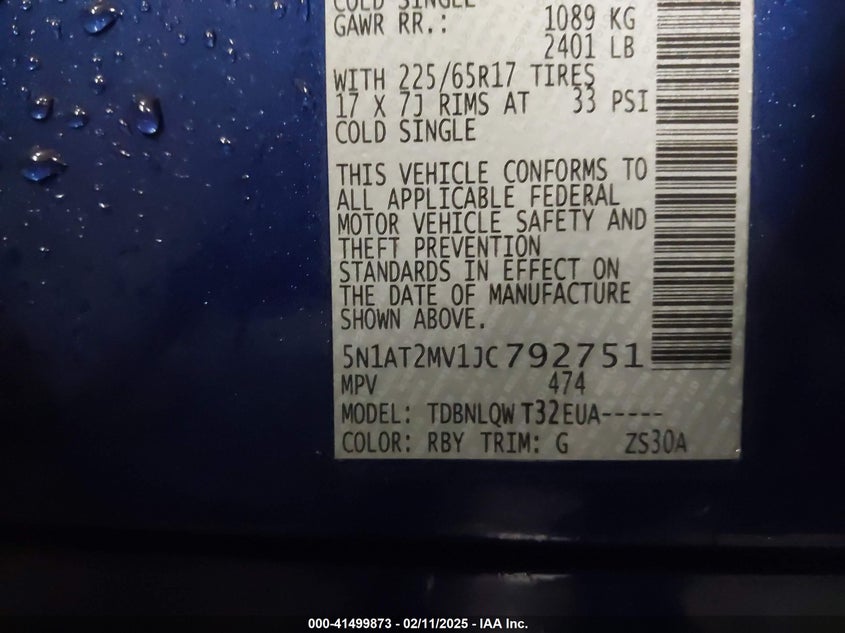 COLD SINGLE
GAWR RR.: 1089 KG
2401 LB
WITH 225/65R17 TIRES
17 X 7J RIMS AT 33 PSI
COLD SINGLE
THIS VEHICLE CONFORMS TO
ALL APPLICABLE FEDERAL
MOTOR VEHICLE SAFETY AND
THEFT PREVENTION
STANDARDS IN EFFECT ON
THE DATE OF MANUFACTURE
SHOWN ABOVE.
5N1AT2MV1JC792751
MPV 474
MODEL: TDBNLQW T32EUA-----
COLOR: RBY TRIM: G ZS30A
000-41499873 - 02/11/2025 - IAA Inc.